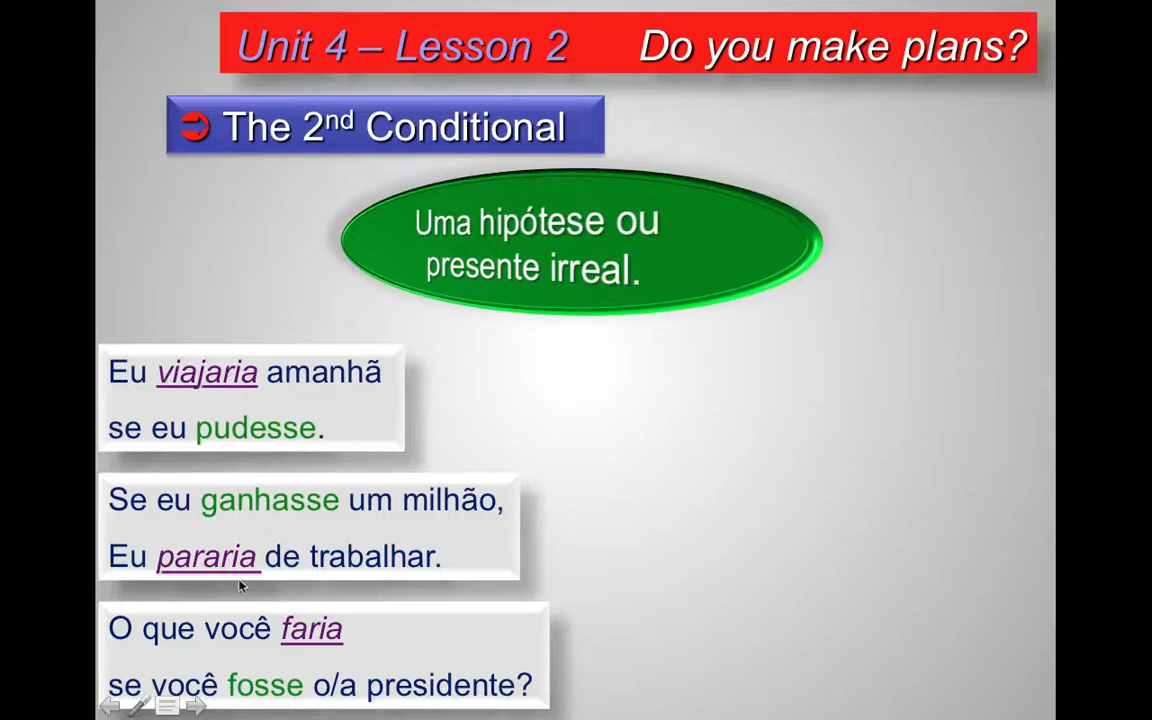 Unit 4 – Lesson 2 Do you make plans?
The 2nd Conditional
Uma hipótese ou
presente irreal.
Eu viajaria amanhã
se eu pudesse.
Se eu ganhasse um milhão,
Eu pararia de trabalhar.
O que você faria
se você fosse o/a presidente?